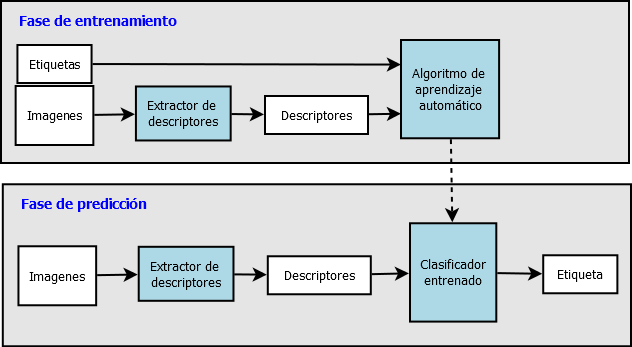 Fase de entrenamiento
Etiquetas
Imagenes
Extractor de
descriptores
Descriptores
Algoritmo de
aprendizaje
automático
Fase de predicción
Imagenes
Extractor de
descriptores
Descriptores
Clasificador
entrenado
Etiqueta